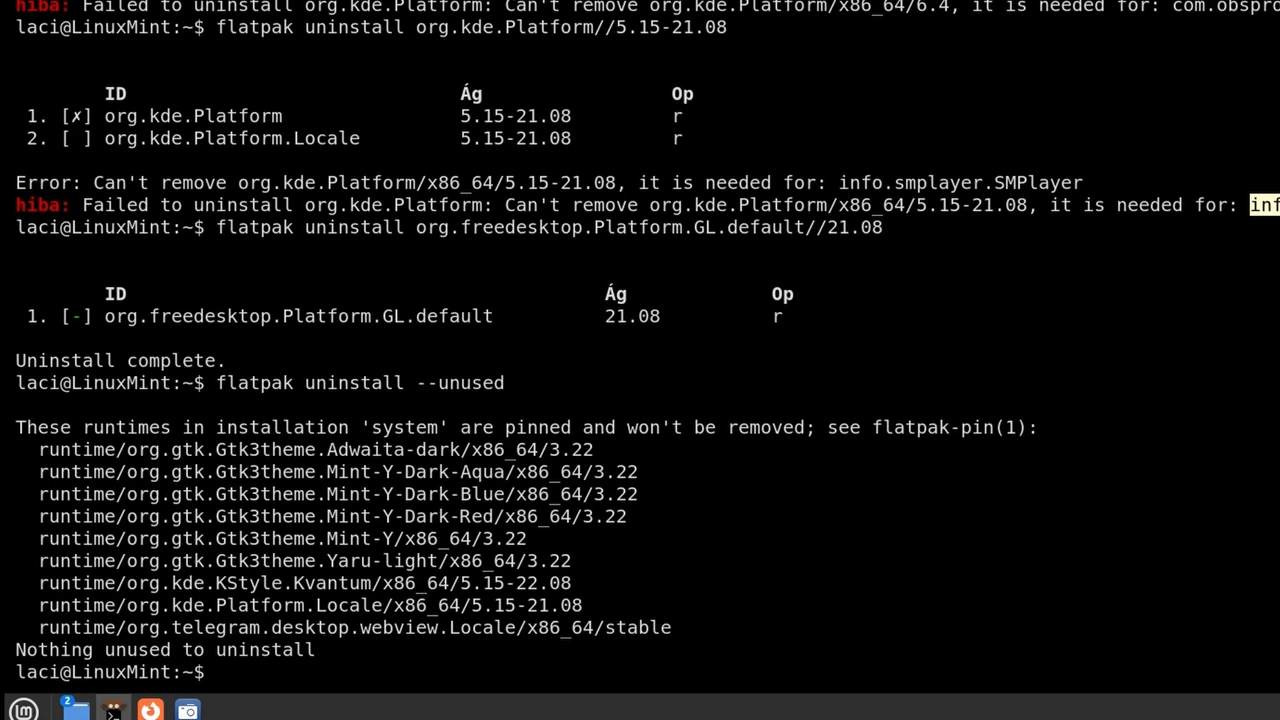 hiba: Failed to uninstall org.kde.Platform: Can't remove org.kde.Platform/x86_64/6.4, it is needed for: com.obspro
laci@LinuxMint:~$ flatpak uninstall org.kde.Platform//5.15-21.08
ID Ág Op
1. [✗] org.kde.Platform 5.15-21.08 r
2. [ ] org.kde.Platform.Locale 5.15-21.08 r
Error: Can't remove org.kde.Platform/x86_64/5.15-21.08, it is needed for: info.smplayer.SMPlayer
hiba: Failed to uninstall org.kde.Platform: Can't remove org.kde.Platform/x86_64/5.15-21.08, it is needed for: inf
laci@LinuxMint:~$ flatpak uninstall org.freedesktop.Platform.GL.default//21.08
ID Ág Op
1. [-] org.freedesktop.Platform.GL.default 21.08 r
Uninstall complete.
laci@LinuxMint:~$ flatpak uninstall --unused
These runtimes in installation 'system' are pinned and won't be removed; see flatpak-pin(1):
runtime/org.gtk.Gtk3theme.Adwaita-dark/x86_64/3.22
runtime/org.gtk.Gtk3theme.Mint-Y-Dark-Aqua/x86_64/3.22
runtime/org.gtk.Gtk3theme.Mint-Y-Dark-Blue/x86_64/3.22
runtime/org.gtk.Gtk3theme.Mint-Y-Dark-Red/x86_64/3.22
runtime/org.gtk.Gtk3theme.Mint-Y/x86_64/3.22
runtime/org.gtk.Gtk3theme.Yaru-light/x86_64/3.22
runtime/org.kde.KStyle.Kvantum/x86_64/5.15-22.08
runtime/org.kde.Platform.Locale/x86_64/5.15-21.08
runtime/org.telegram.desktop.webview.Locale/x86_64/stable
Nothing unused to uninstall
laci@LinuxMint:~$
2